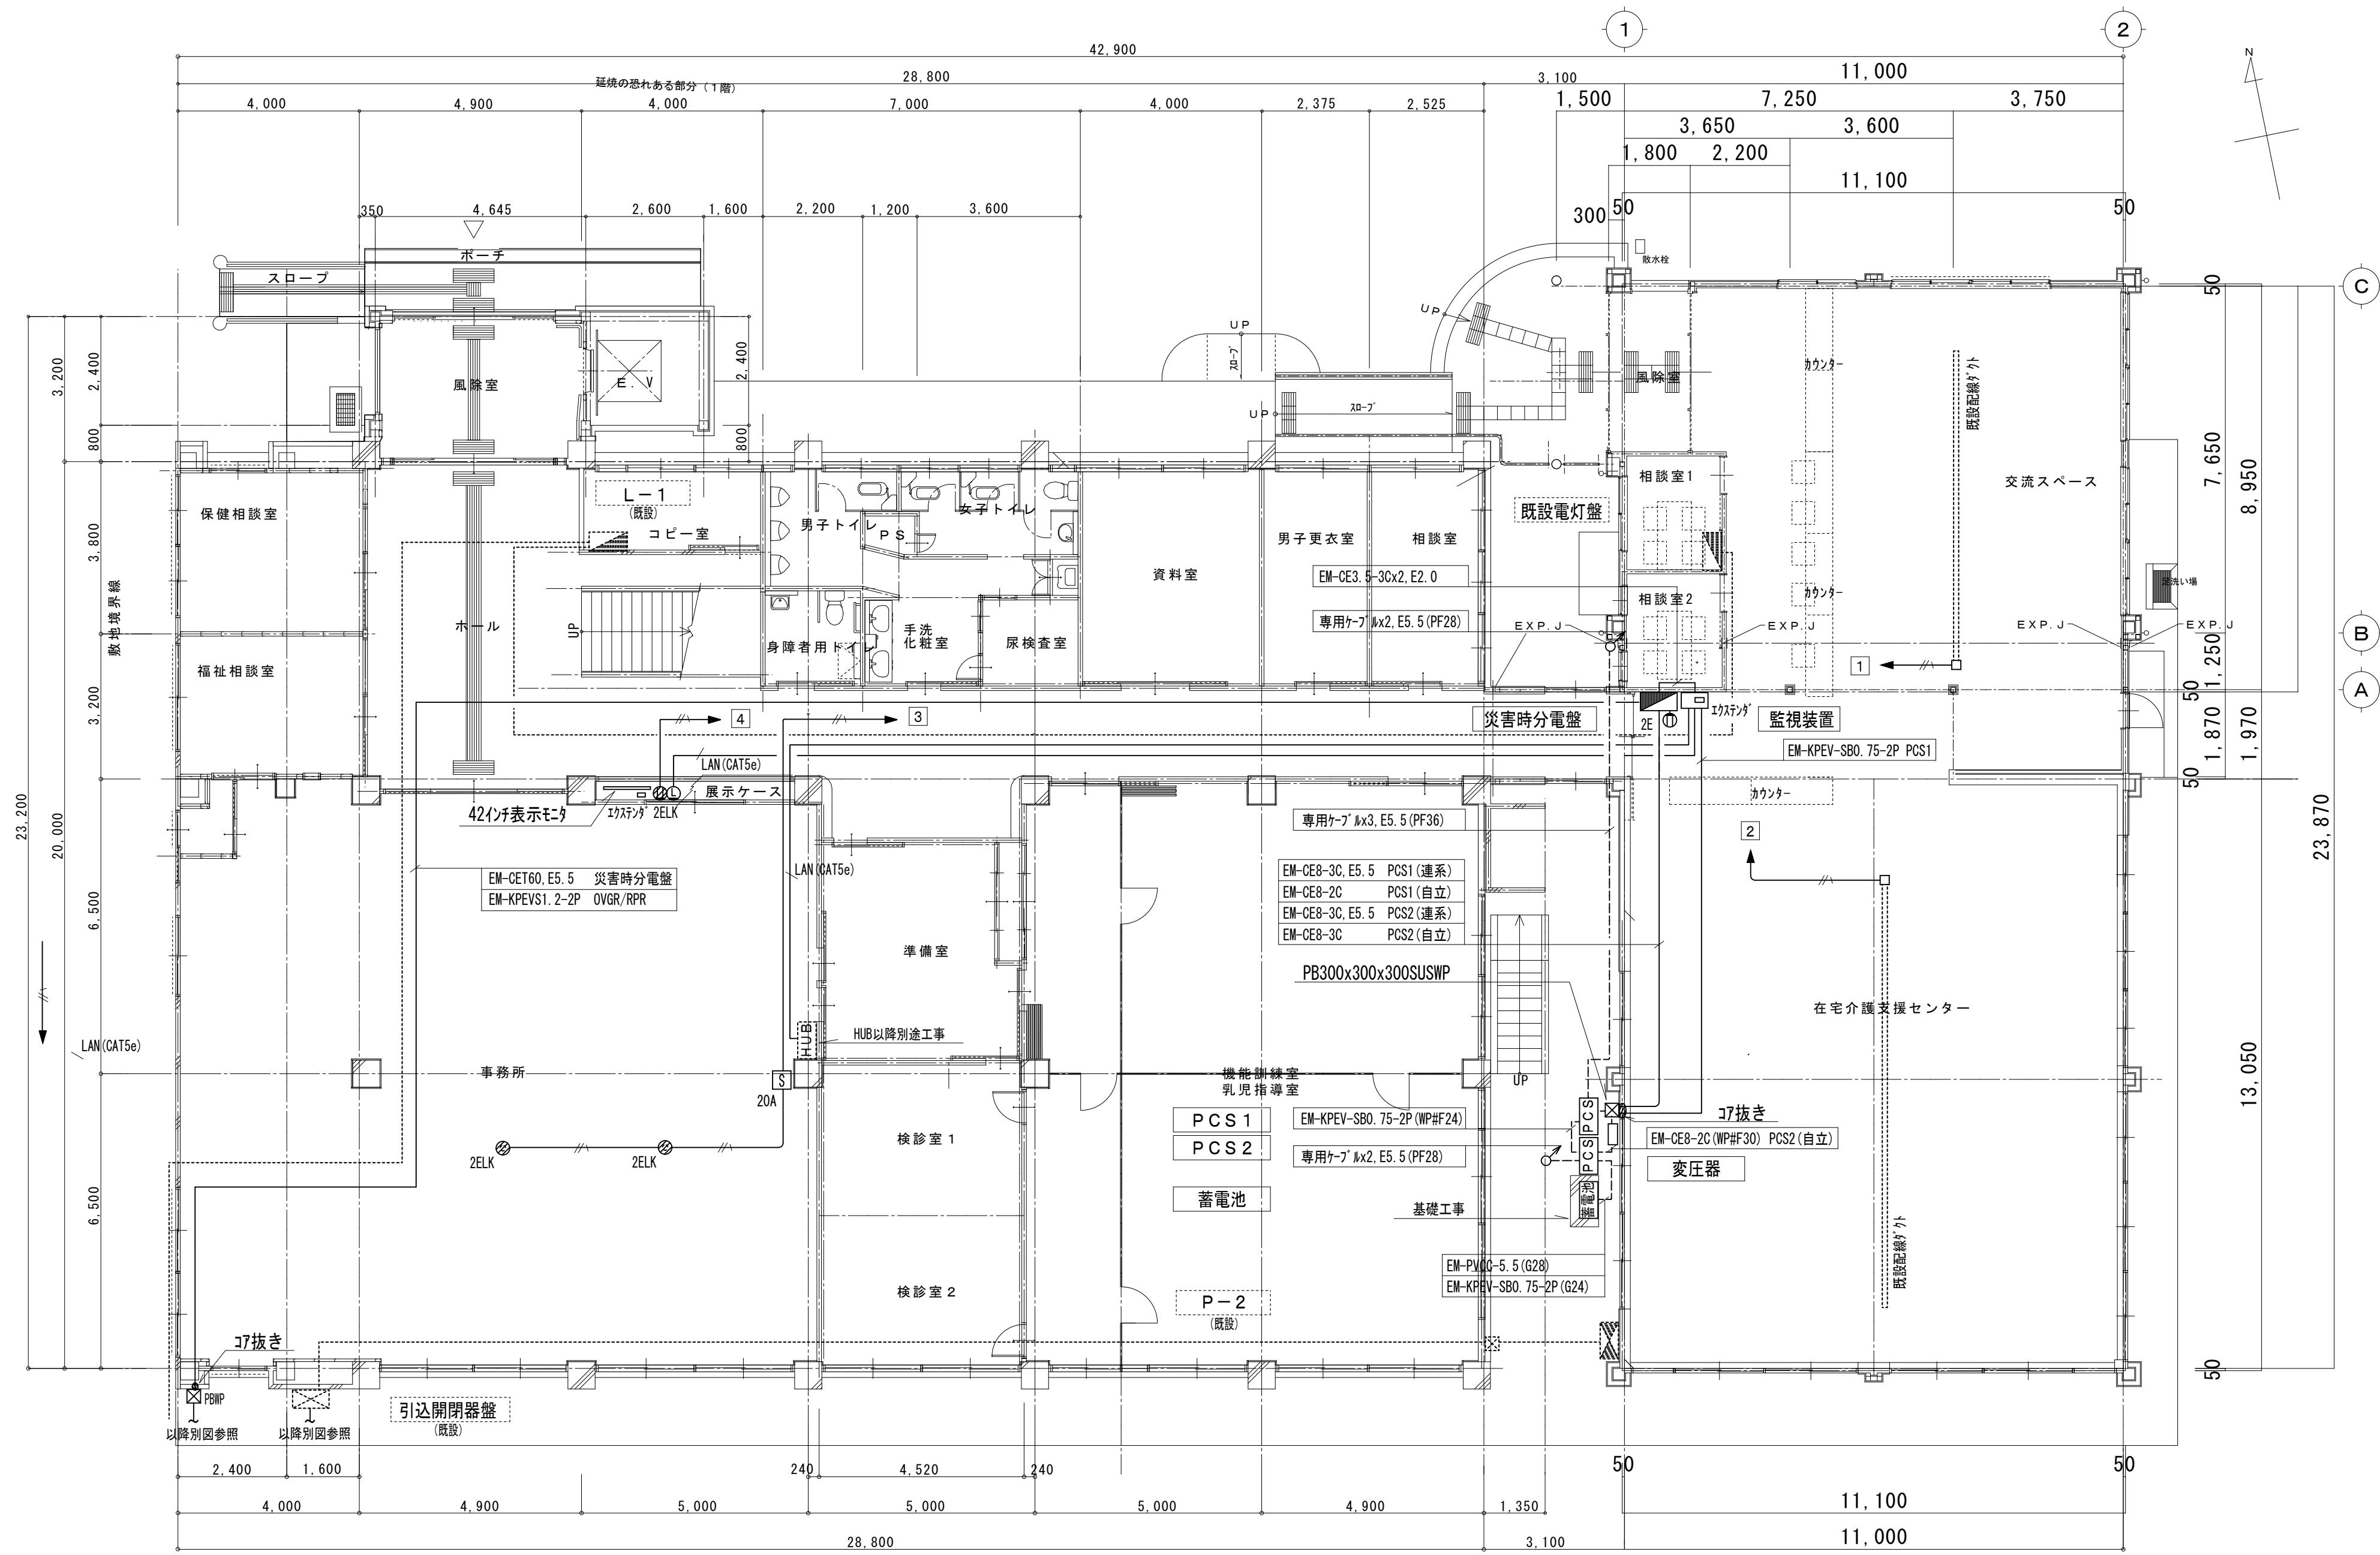 1
2
42,900
N
28,800
3,100
11,000
延焼の恐れある部分（1階）
4,000
4,900
4,000
7,000
4,000
2,375
2,525
1,500
7,250
3,750
3,650
3,600
1,800
2,200
11,100
350
4,645
2,600
1,600
2,200
1,200
3,600
300
50
50
ポーチ
散水栓
スロープ
50
C
UP
UP
3,200
2,400
2,400
スロープ
風除室
E.V
風除室
カウンター
既設配線ダクト
UP
スロープ
800
800
7,650
8,950
相談室1
交流スペース
L-1
(既設)
保健相談室
男子トイレ
女子トイレ
既設電灯盤
コピー室
PS
3,800
男子更衣室
相談室
資料室
EM-CE3.5-3Cx2,E2.0
足洗い場
敷地境界線
相談室2
カウンター
専用ケーブルx2,E5.5(PF28)
ホール
UP
手洗
化粧室
尿検査室
身障者用トイレ
EXP.J
EXP.J
EXP.J
EXP.J
B
福祉相談室
1
1,250
3,200
50
A
4
3
災害時分電盤
2E
エクステンダ
監視装置
1,870
1,970
LAN(CAT5e)
EM-KPEV-SB0.75-2P PCS1
50
展示ケース
カウンター
42インチ表示モニタ
エクステンダ
2ELK
L
23,200
20,000
専用ケーブルx3,E5.5(PF36)
2
23,870
LAN(CAT5e)
EM-CET60,E5.5 災害時分電盤
EM-KPEVS1.2-2P OVGR/RPR
EM-CE8-3C,E5.5 PCS1(連系)
EM-CE8-2C PCS1(自立)
EM-CE8-3C,E5.5 PCS2(連系)
EM-CE8-3C PCS2(自立)
6,500
準備室
PB300x300x300SUSWP
在宅介護支援センター
HUB
HUB以降別途工事
LAN(CAT5e)
事務所
S
20A
機能訓練室
乳児指導室
UP
13,050
PCS1
EM-KPEV-SB0.75-2P(WP#F24)
PCS
コア抜き
検診室1
PCS2
EM-CE8-2C(WP#F30) PCS2(自立)
2ELK
2ELK
専用ケーブルx2,E5.5(PF28)
PCS
変圧器
蓄電池
蓄電池
6,500
基礎工事
既設配線ダクト
EM-PVCC-5.5(G28)
EM-KPEV-SB0.75-2P(G24)
検診室2
P-2
(既設)
コア抜き
50
PBWP
引込開閉器盤
(既設)
以降別図参照
以降別図参照
2,400
1,600
240
4,520
240
50
50
4,000
4,900
5,000
5,000
5,000
4,900
1,350
11,100
28,800
3,100
11,000